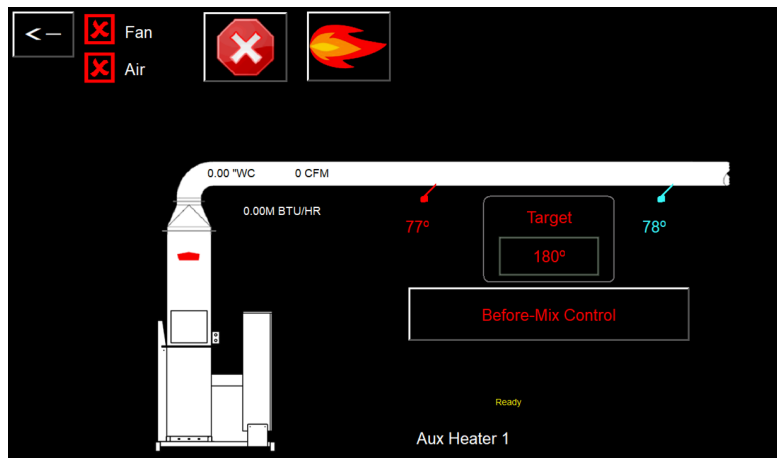 <—
Fan
Air
0.00 "WC
0 CFM
0.00M BTU/HR
77º
Target
180º
78º
Before-Mix Control
Ready
Aux Heater 1